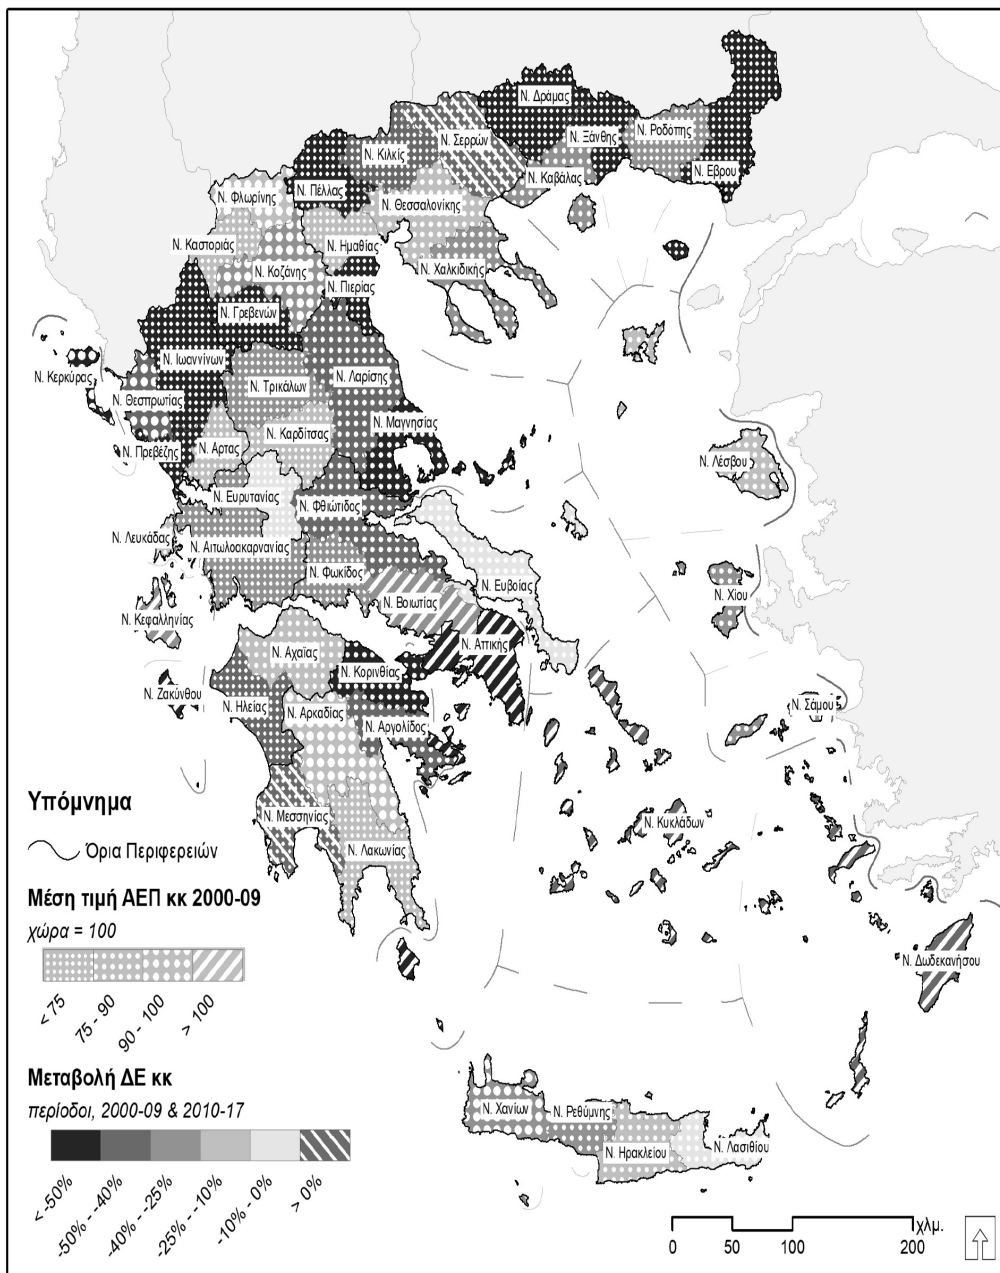 Ν. Δράμας
Ν. Ξάνθης
Ν. Ροδόπης
Ν. Σερρών
Ν. Κιλκίς
Ν. Εβρου
Ν. Καβάλας
Ν. Πέλλας
Ν. Φλωρίνης
Ν. Θεσσαλονίκης
Ν. Καστοριάς
Ν. Ημαθίας
Ν. Κοζάνης
Ν. Χαλκιδικής
Ν. Πιερίας
Ν. Γρεβενών
Ν. Ιωαννίνων
Ν. Κερκύρας
Ν. Λαρίσης
Ν. Τρικάλων
Ν. Θεσπρωτίας
Ν. Μαγνησίας
Ν. Καρδίτσας
Ν. Πρεβέζης
Ν. Αρτας
Ν. Λέσβου
Ν. Ευρυτανίας
Ν. Φθιώτιδος
Ν. Λευκάδας
Ν. Αιτωλοακαρνανίας
Ν. Φωκίδος
Ν. Ευβοίας
Ν. Χίου
Ν. Βοιωτίας
Ν. Κεφαλληνίας
Ν. Αττικής
Ν. Αχαΐας
Ν. Κορινθίας
Ν. Ζακύνθου
Ν. Ηλείας
Ν. Αρκαδίας
Ν. Σάμου
Ν. Αργολίδος
Ν. Μεσσηνίας
Ν. Κυκλάδων
Ν. Λακωνίας
Ν. Δωδεκανήσου
Ν. Χανίων
Ν. Ρεθύμνης
Ν. Ηρακλείου
Ν. Λασιθίου
Υπόμνημα
Όρια Περιφερειών
Μέση τιμή ΑΕΠ κκ 2000-09
χώρα = 100
< 75
75 - 90
90 - 100
> 100
Μεταβολή ΔΕ κκ
περίοδοι, 2000-09 & 2010-17
< -50%
-50% - -40%
-40% - -25%
-25% - -10%
-10% - 0%
> 0%
χλμ.
0 50 100 200